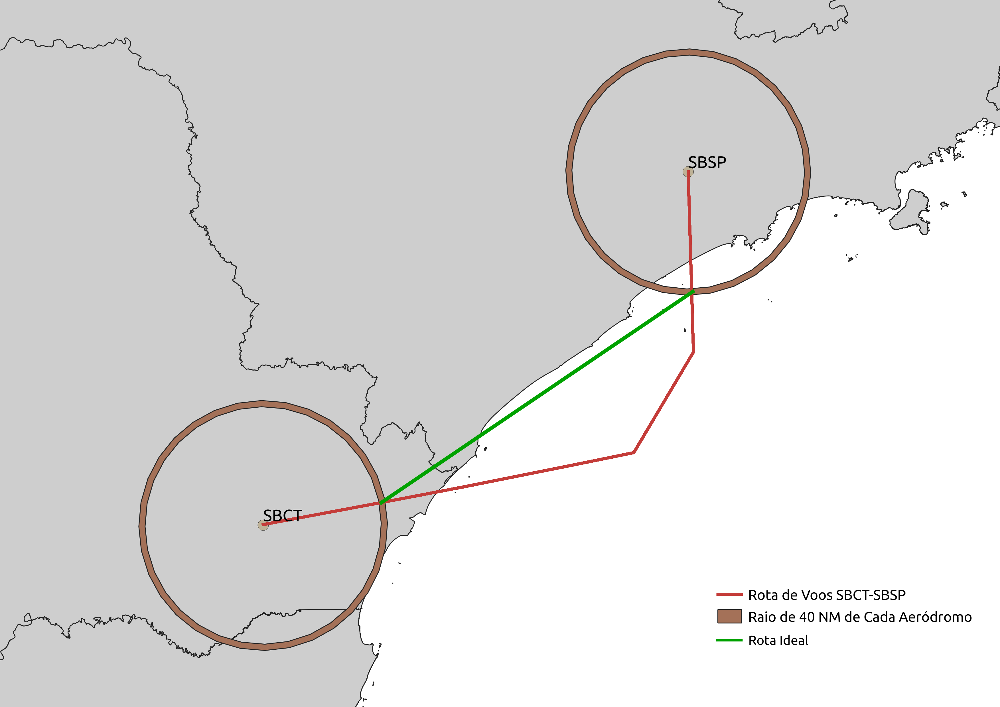 SBSP
SBCT
Rota de Voos SBCT-SBSP
Raio de 40 NM de Cada Aeródromo
Rota Ideal